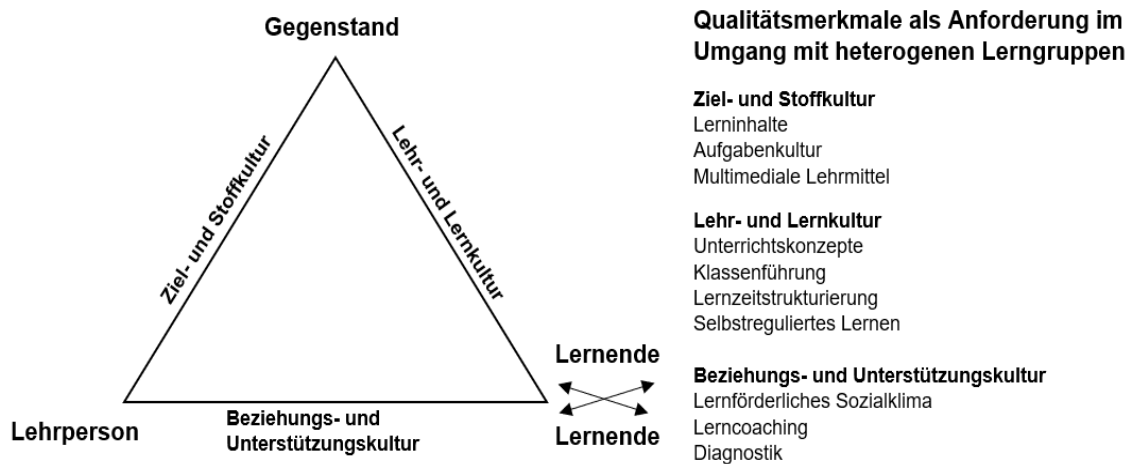 Gegenstand
Ziel- und Stoffkultur
Lehr- und Lernkultur
Lehrperson
Beziehungs- und
Unterstützungskultur
Lernende
Lernende
Qualitätsmerkmale als Anforderung im
Umgang mit heterogenen Lerngruppen
Ziel- und Stoffkultur
Lerninhalte
Aufgabenkultur
Multimediale Lehrmittel
Lehr- und Lernkultur
Unterrichtskonzepte
Klassenführung
Lernzeitstrukturierung
Selbstreguliertes Lernen
Beziehungs- und Unterstützungskultur
Lernförderliches Sozialklima
Lerncoaching
Diagnostik